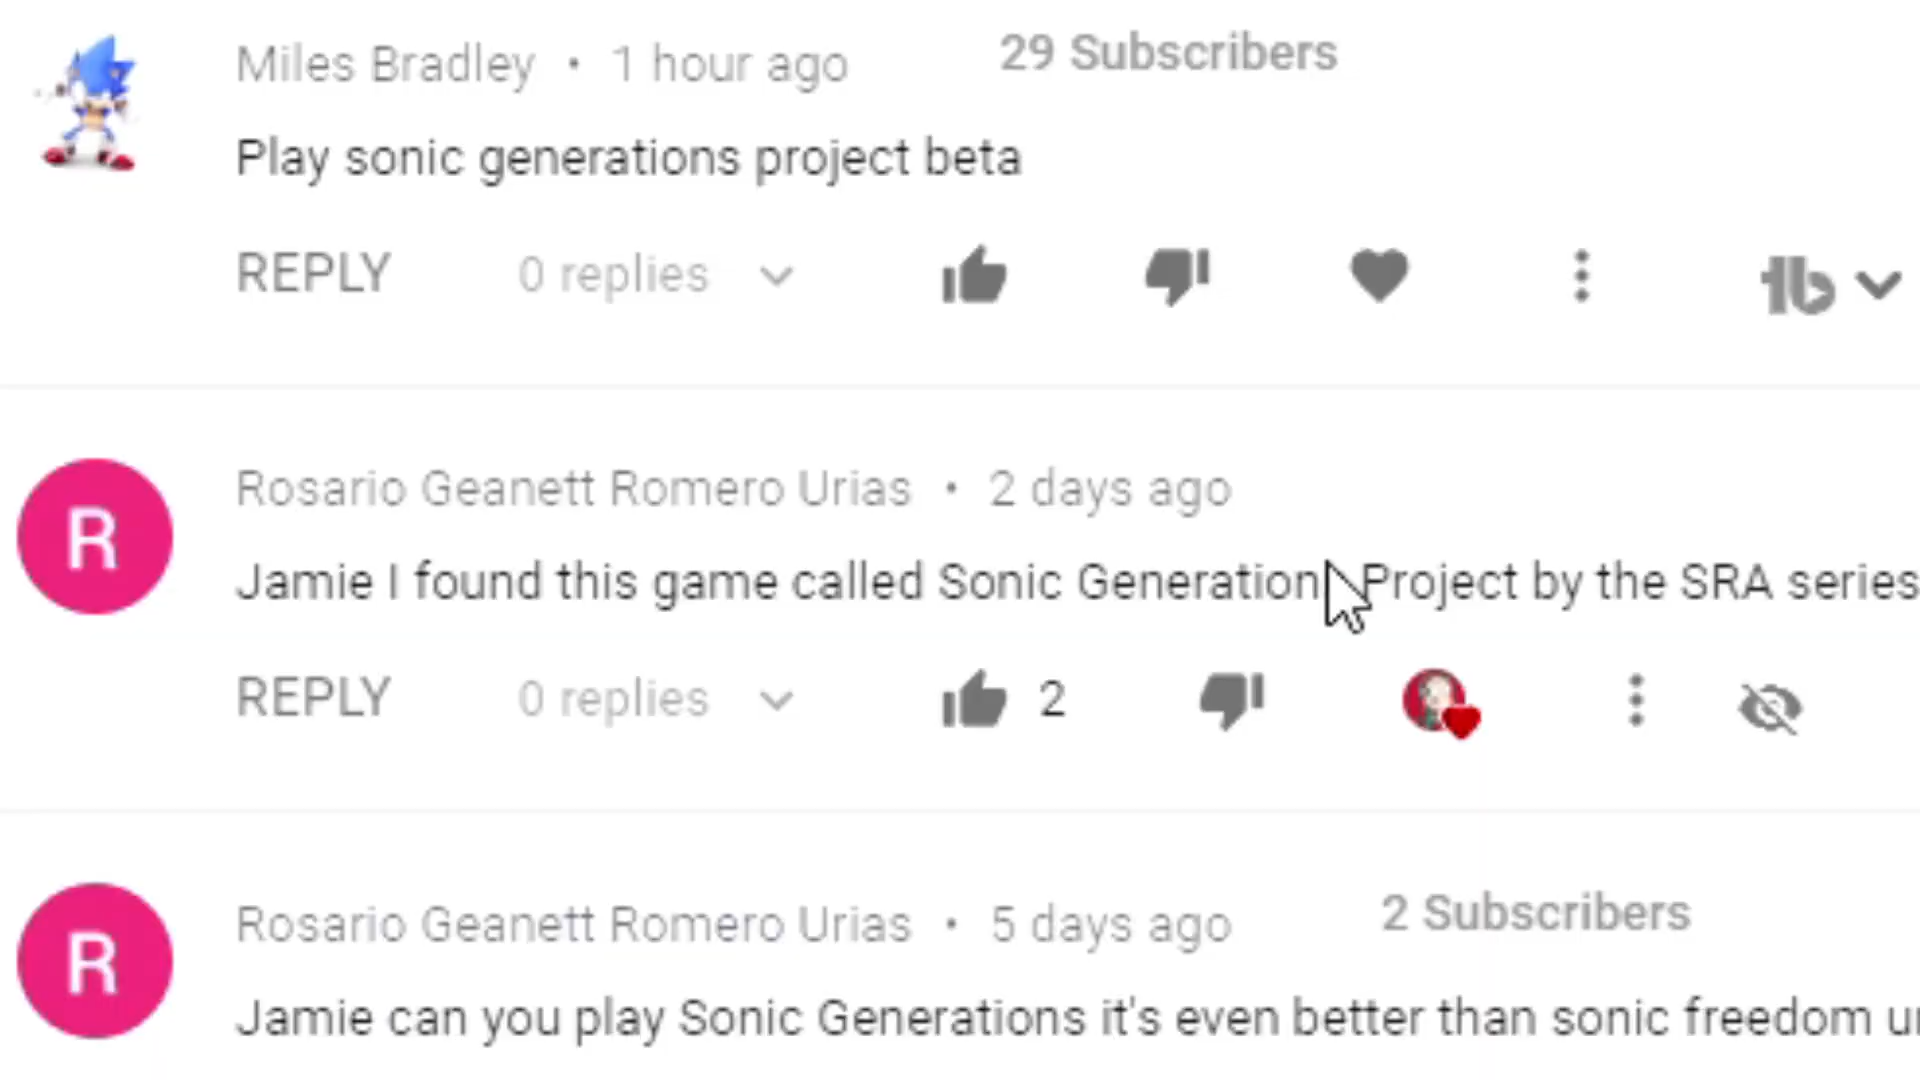 Miles Bradley • 1 hour ago 29 Subscribers
Play sonic generations project beta
REPLY 0 replies
tb
R
Rosario Geanett Romero Urias • 2 days ago
Jamie I found this game called Sonic Generation Project by the SRA series
REPLY 0 replies 2
R
Rosario Geanett Romero Urias • 5 days ago 2 Subscribers
Jamie can you play Sonic Generations it's even better than sonic freedom